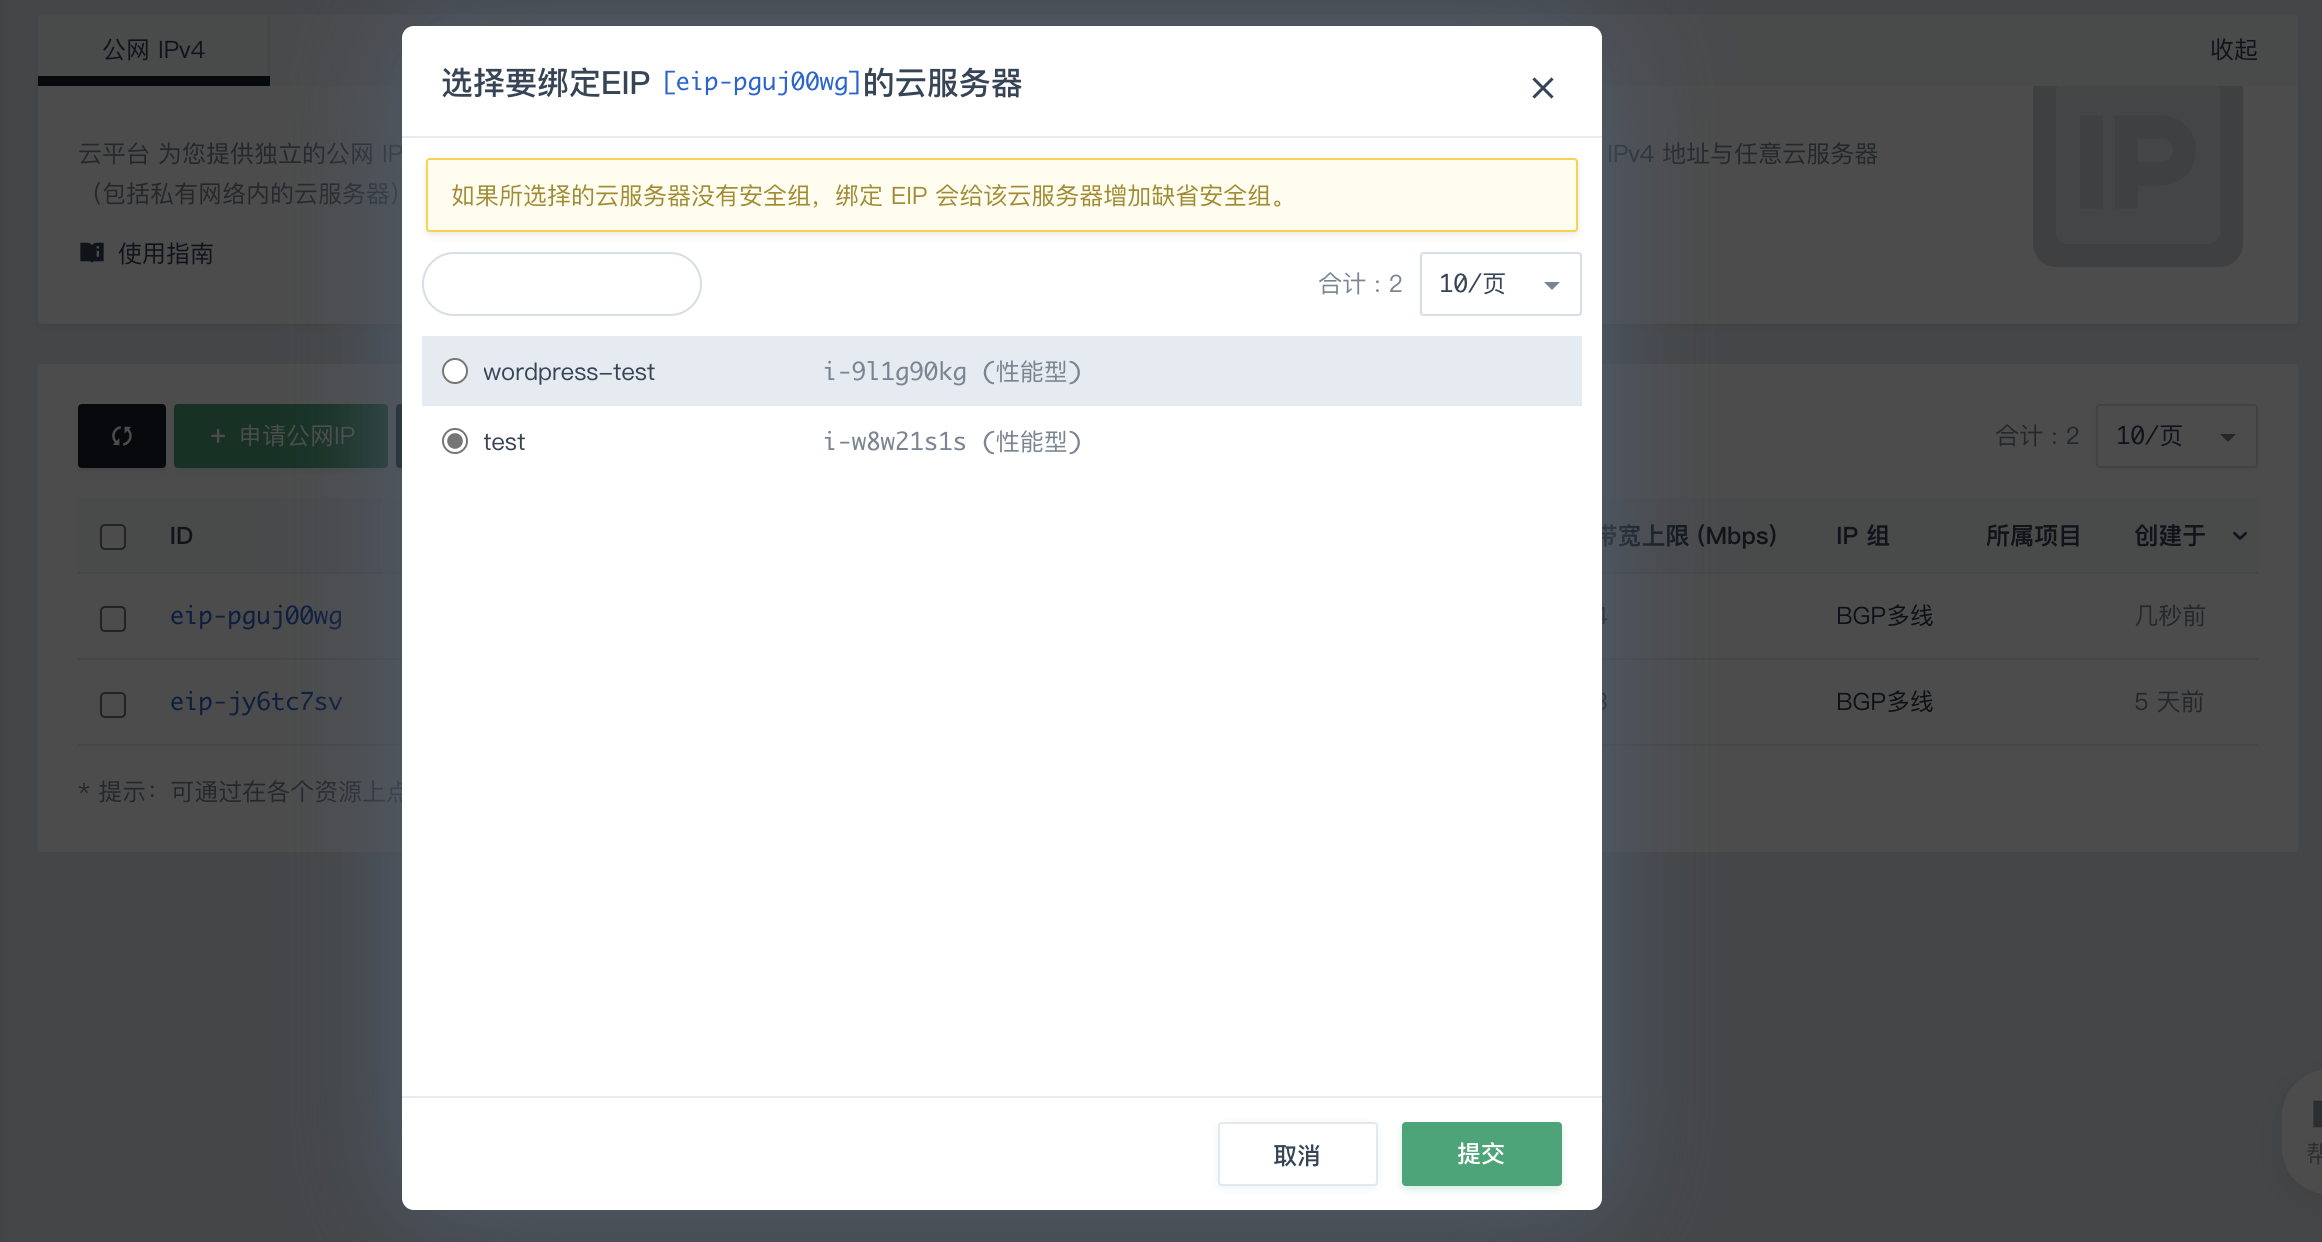 公网 IPv4
收起
选择要绑定EIP [eip-pguj00wg]的云服务器
云平台 为您提供独立的公网 IP
IPv4 地址与任意云服务器
（包括私有网络内的云服务器）
使用指南
如果所选择的云服务器没有安全组，绑定 EIP 会给该云服务器增加缺省安全组。
合计：2
10/页
wordpress-test i-9l1g90kg (性能型)
test i-w8w21s1s (性能型)
+ 申请公网IP
合计：2
10/页
ID
带宽上限 (Mbps) IP 组 所属项目 创建于
eip-pguj00wg
BGP多线 几秒前
eip-jy6tc7sv
BGP多线 5 天前
* 提示：可通过在各个资源上点
取消
提交